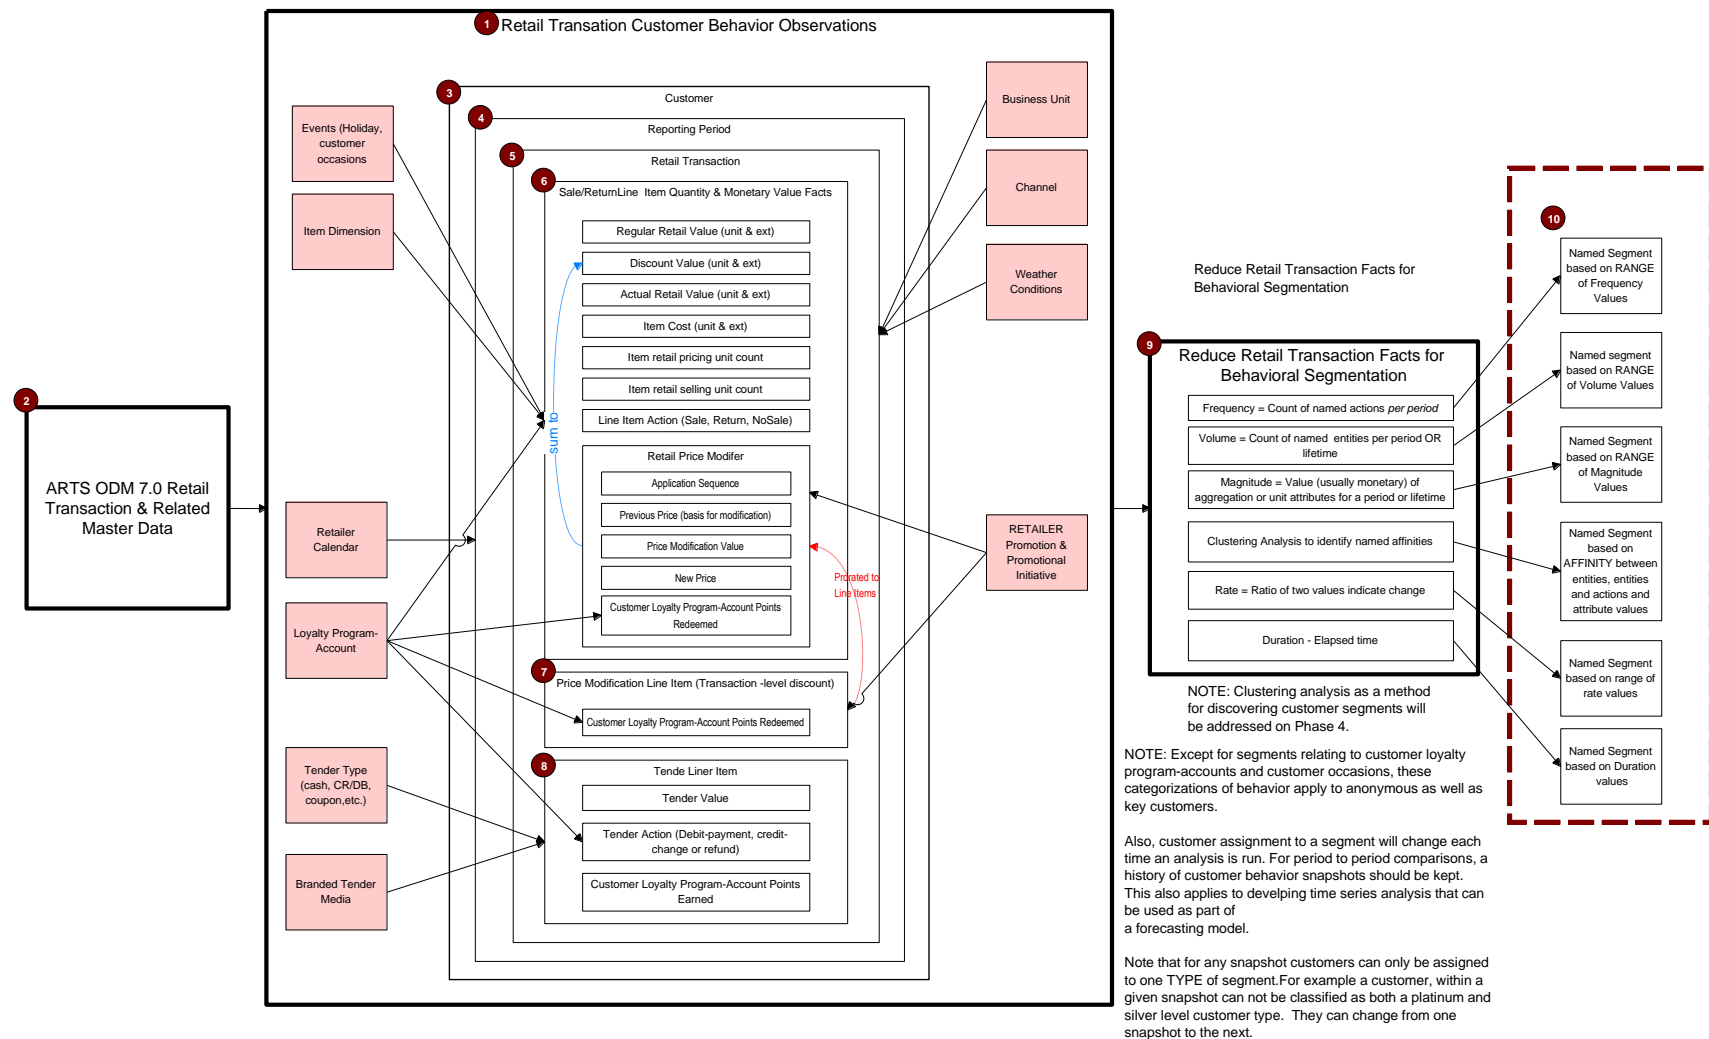 1 Retail Transation Customer Behavior Observations
3
Customer
4
Reporting Period
5
Retail Transaction
6
Sale/ReturnLine Item Quantity & Monetary Value Facts
Regular Retail Value (unit & ext)
Discount Value (unit & ext)
Actual Retail Value (unit & ext)
Item Cost (unit & ext)
Item retail pricing unit count
Item retail selling unit count
Line Item Action (Sale, Return, NoSale)
sum to
Retail Price Modifer
Application Sequence
Previous Price (basis for modification)
Price Modification Value
New Price
Customer Loyalty Program-Account Points
Redeemed
Prorated to
Line Items
7
Price Modification Line Item (Transaction -level discount)
Customer Loyalty Program-Account Points Redeemed
8
Tende Liner Item
Tender Value
Tender Action (Debit-payment, credit-
change or refund)
Customer Loyalty Program-Account Points
Earned
Events (Holiday,
customer
occasions
Item Dimension
2
ARTS ODM 7.0 Retail
Transaction & Related
Master Data
Retailer
Calendar
Loyalty Program-
Account
Tender Type
(cash, CR/DB,
coupon,etc.)
Branded Tender
Media
Business Unit
Channel
Weather
Conditions
RETAILER
Promotion &
Promotional
Initiative
Reduce Retail Transaction Facts for
Behavioral Segmentation
9
Reduce Retail Transaction Facts for
Behavioral Segmentation
Frequency = Count of named actions per period
Volume = Count of named entities per period OR
lifetime
Magnitude = Value (usually monetary) of
aggregation or unit attributes for a period or lifetime
Clustering Analysis to identify named affinities
Rate = Ratio of two values indicate change
Duration - Elapsed time
NOTE: Clustering analysis as a method
for discovering customer segments will
be addressed on Phase 4.
NOTE: Except for segments relating to customer loyalty
program-accounts and customer occasions, these
categorizations of behavior apply to anonymous as well as
key customers.
Also, customer assignment to a segment will change each
time an analysis is run. For period to period comparisons, a
history of customer behavior snapshots should be kept.
This also applies to develping time series analysis that can
be used as part of
a forecasting model.
Note that for any snapshot customers can only be assigned
to one TYPE of segment.For example a customer, within a
given snapshot can not be classified as both a platinum and
silver level customer type. They can change from one
snapshot to the next.
10
Named Segment
based on RANGE
of Frequency
Values
Named segment
based on RANGE
of Volume Values
Named Segment
based on RANGE
of Magnitude
Values
Named Segment
based on
AFFINITY between
entities, entities
and actions and
attribute values
Named Segment
based on range of
rate values
Named Segment
based on Duration
values